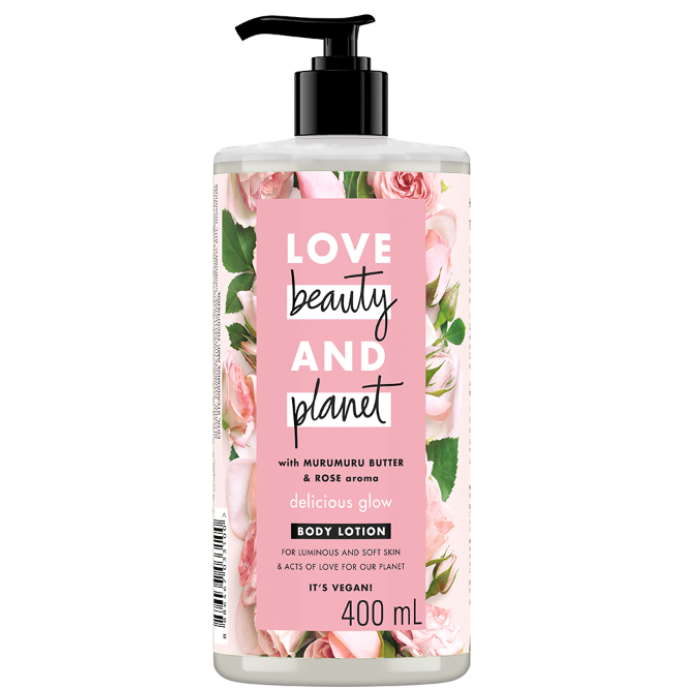 LOVE
beauty
AND
planet
with MURUMURU BUTTER
& ROSE aroma
delicious glow
BODY LOTION
FOR LUMINOUS AND SOFT SKIN
& ACTS OF LOVE FOR OUR PLANET
IT'S VEGAN!
400 mL